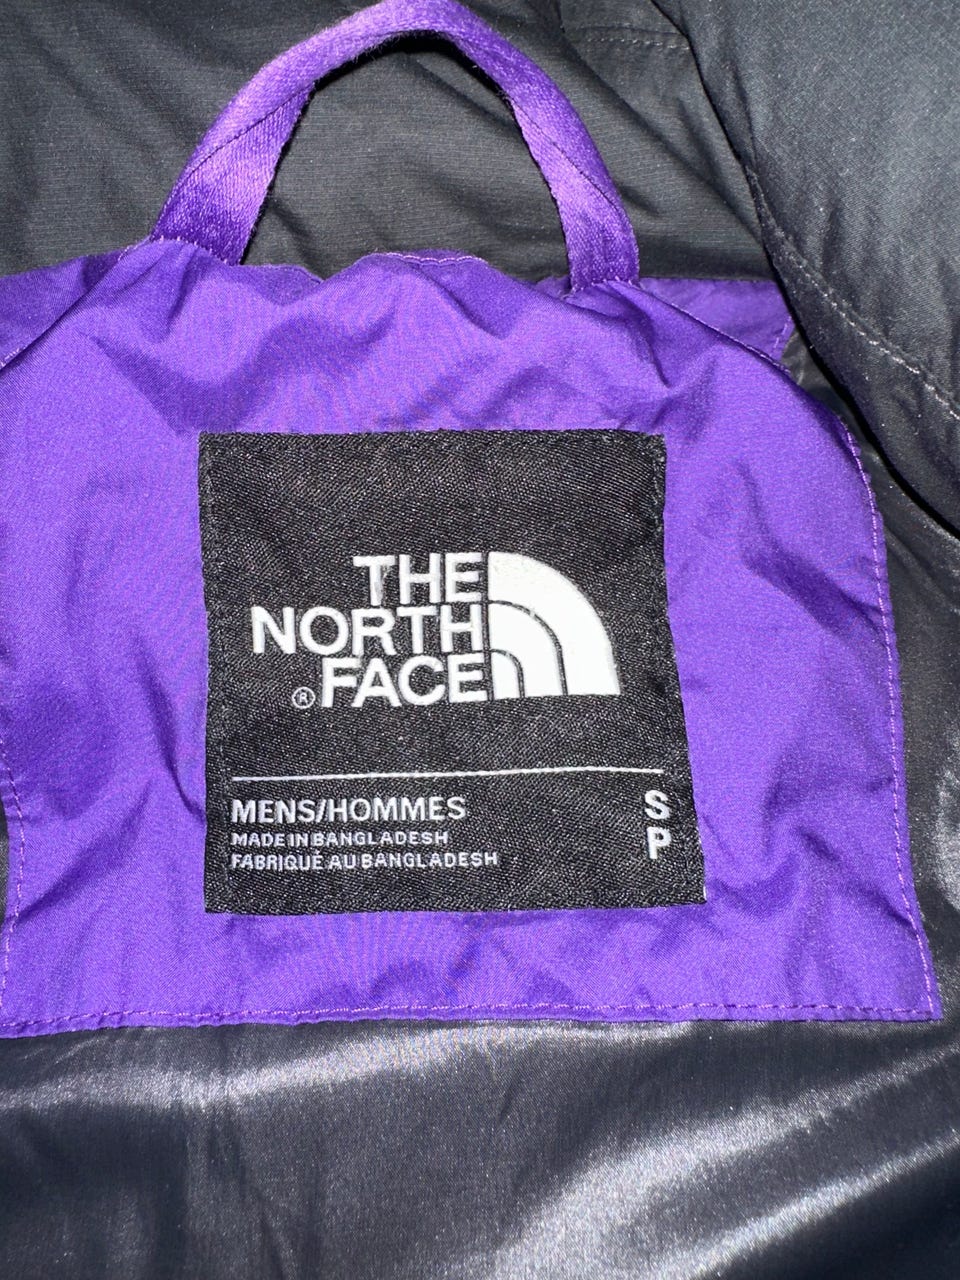 THE
NORTH
® FACE
MENS/HOMMES S
MADE IN BANGLADESH P
FABRIQUÉ AU BANGLADESH